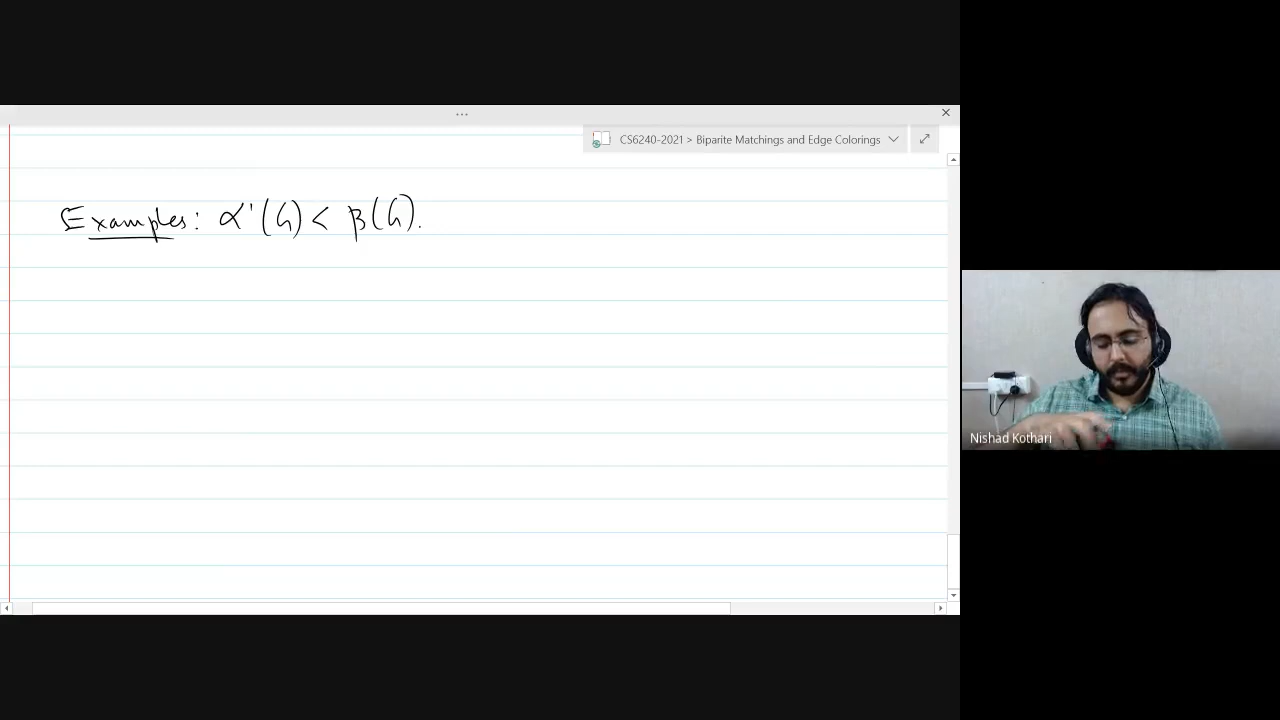 CS6240-2021 > Biparite Matchings and Edge Colorings
Examples: α'(G) < β(G).
Nishad Kothari